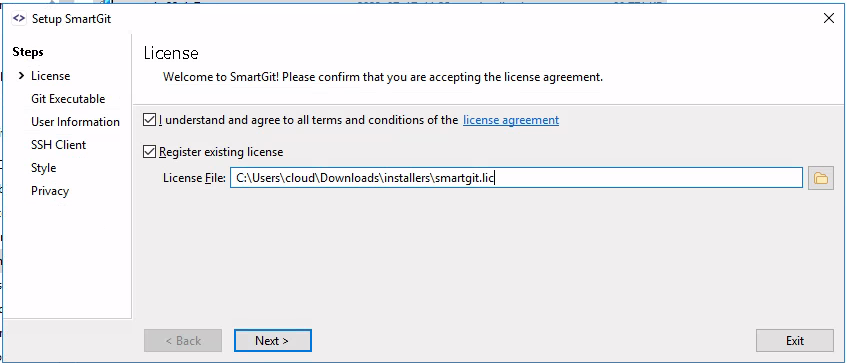 Setup SmartGit
Steps
License
Git Executable
User Information
SSH Client
Style
Privacy
License
Welcome to SmartGit! Please confirm that you are accepting the license agreement.
I understand and agree to all terms and conditions of the license agreement
Register existing license
License File: C:\Users\cloud\Downloads\installers\smartgit.lic
< Back Next > Exit